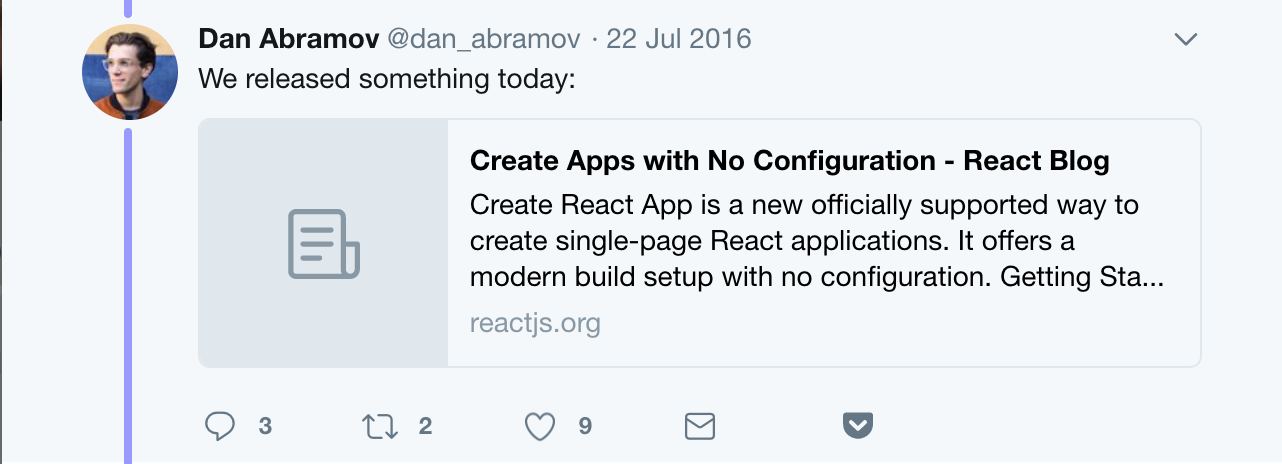 Dan Abramov @dan_abramov · 22 Jul 2016
We released something today:
Create Apps with No Configuration - React Blog
Create React App is a new officially supported way to
create single-page React applications. It offers a
modern build setup with no configuration. Getting Sta...
reactjs.org
3 2 9